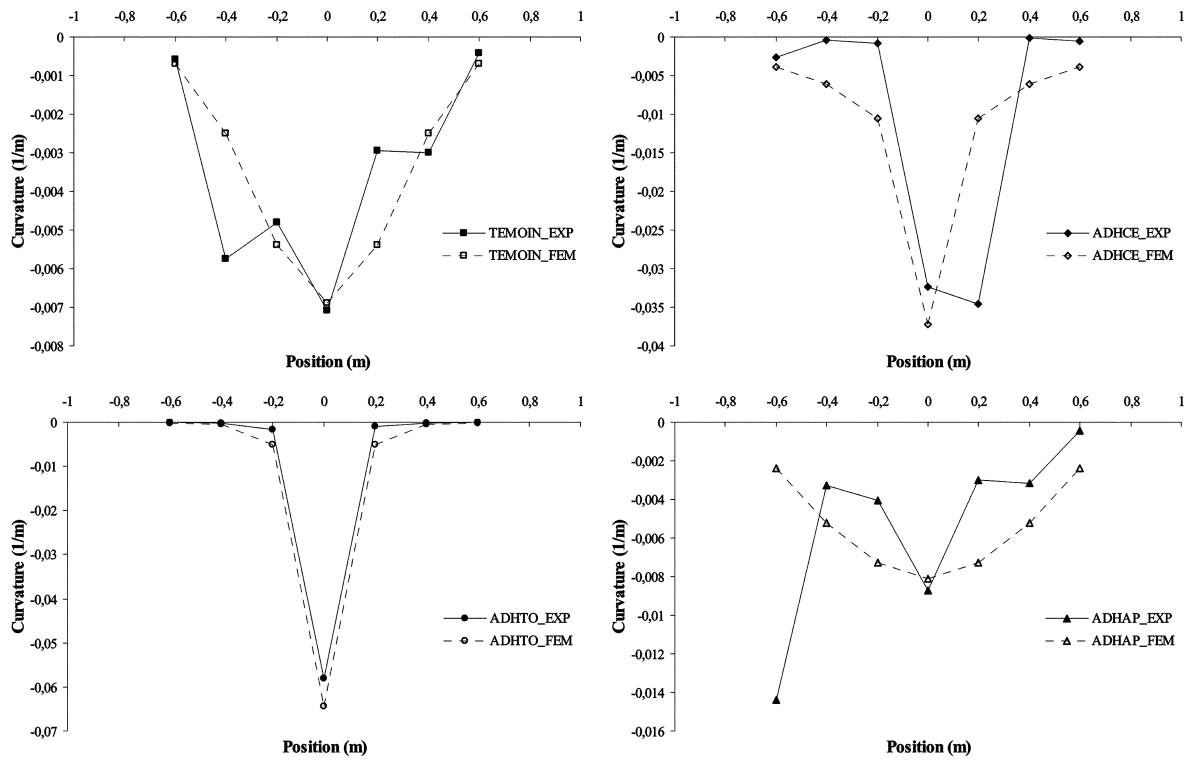 -1 -0,8 -0,6 -0,4 -0,2 0 0,2 0,4 0,6 0,8 1
0
-0,001
-0,002
-0,003
-0,004
-0,005
-0,006
-0,007
-0,008
Curvature (1/m)
TEMOIN_EXP
TEMOIN_FEM
Position (m)
-1 -0,8 -0,6 -0,4 -0,2 0 0,2 0,4 0,6 0,8 1
0
-0,005
-0,01
-0,015
-0,02
-0,025
-0,03
-0,035
-0,04
Curvature (1/m)
ADHCE_EXP
ADHCE_FEM
Position (m)
-1 -0,8 -0,6 -0,4 -0,2 0 0,2 0,4 0,6 0,8 1
0
-0,01
-0,02
-0,03
-0,04
-0,05
-0,06
-0,07
Curvature (1/m)
ADHTO_EXP
ADHTO_FEM
Position (m)
-1 -0,8 -0,6 -0,4 -0,2 0 0,2 0,4 0,6 0,8 1
0
-0,002
-0,004
-0,006
-0,008
-0,01
-0,012
-0,014
-0,016
Curvature (1/m)
ADHAP_EXP
ADHAP_FEM
Position (m)